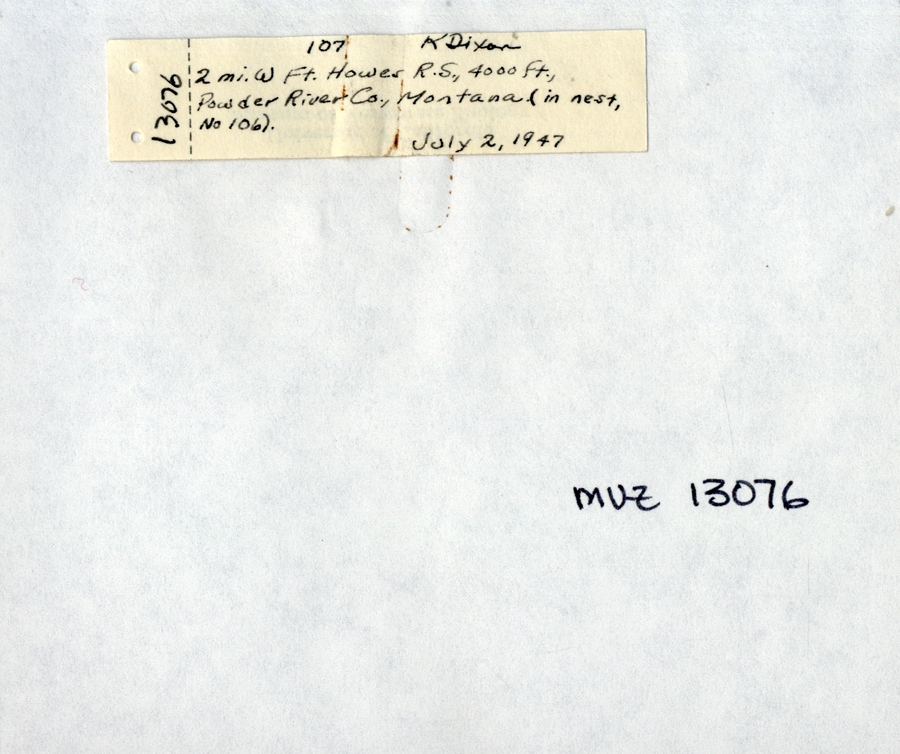 13076
107 K Dixon
2 mi. W Ft. Howes R.S., 4000 ft.,
Powder River Co., Montana (in nest,
No 106).
July 2, 1947
MVZ 13076